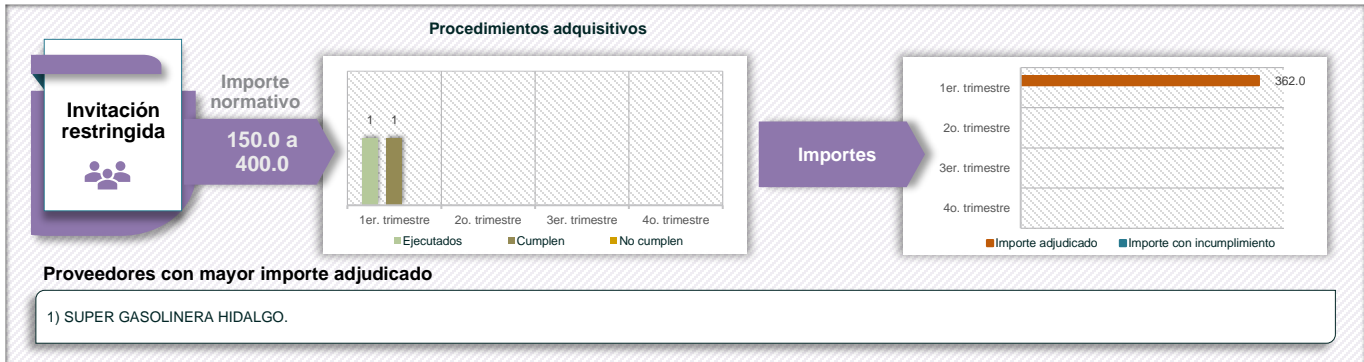 Procedimientos adquisitivos
Invitación
restringida
Importe
normativo
150.0 a
400.0
1 1
1er. trimestre 2o. trimestre 3er. trimestre 4o. trimestre
Ejecutados Cumplen No cumplen
Importes
1er. trimestre 362.0
2o. trimestre
3er. trimestre
4o. trimestre
Importe adjudicado Importe con incumplimiento
Proveedores con mayor importe adjudicado
1) SUPER GASOLINERA HIDALGO.